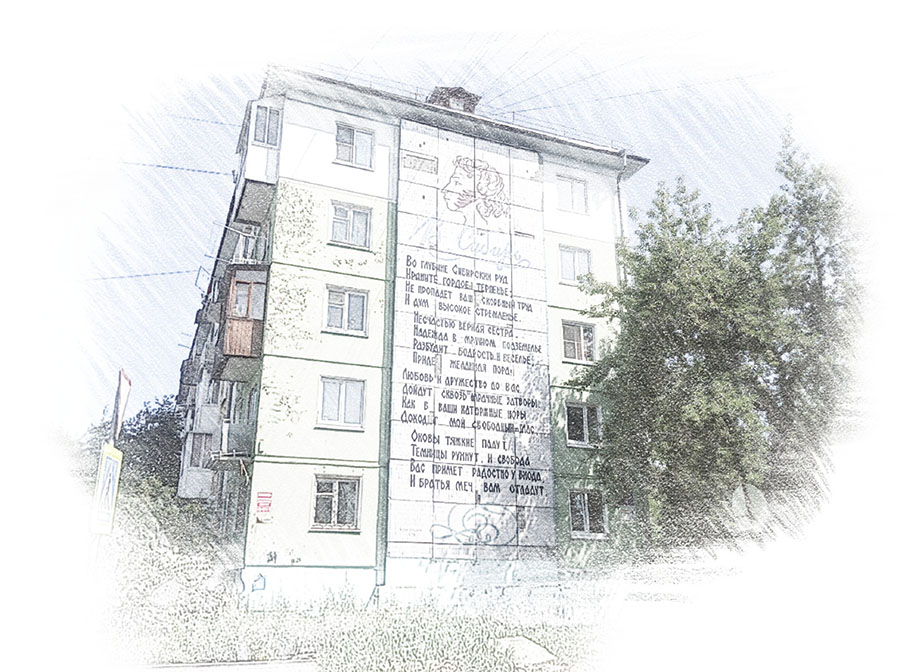 В Сибирь
Во глубине Сибирских руд
Храните гордое терпенье,
Не пропадет ваш скорбный труд
И дум высокое стремленье
Несчастью верная сестра
Надежда в мрачном подземелье
Разбудит бодрость и веселье,
Придет желанная пора:
Любовь и дружество до вас
Дойдут сквозь мрачные затворы,
Как в ваши каторжные норы
Доходит мой свободный глас.
Оковы тяжкие падут,
Темницы рухнут, и свобода
Вас примет радостно у входа,
И братья меч вам отдадут.